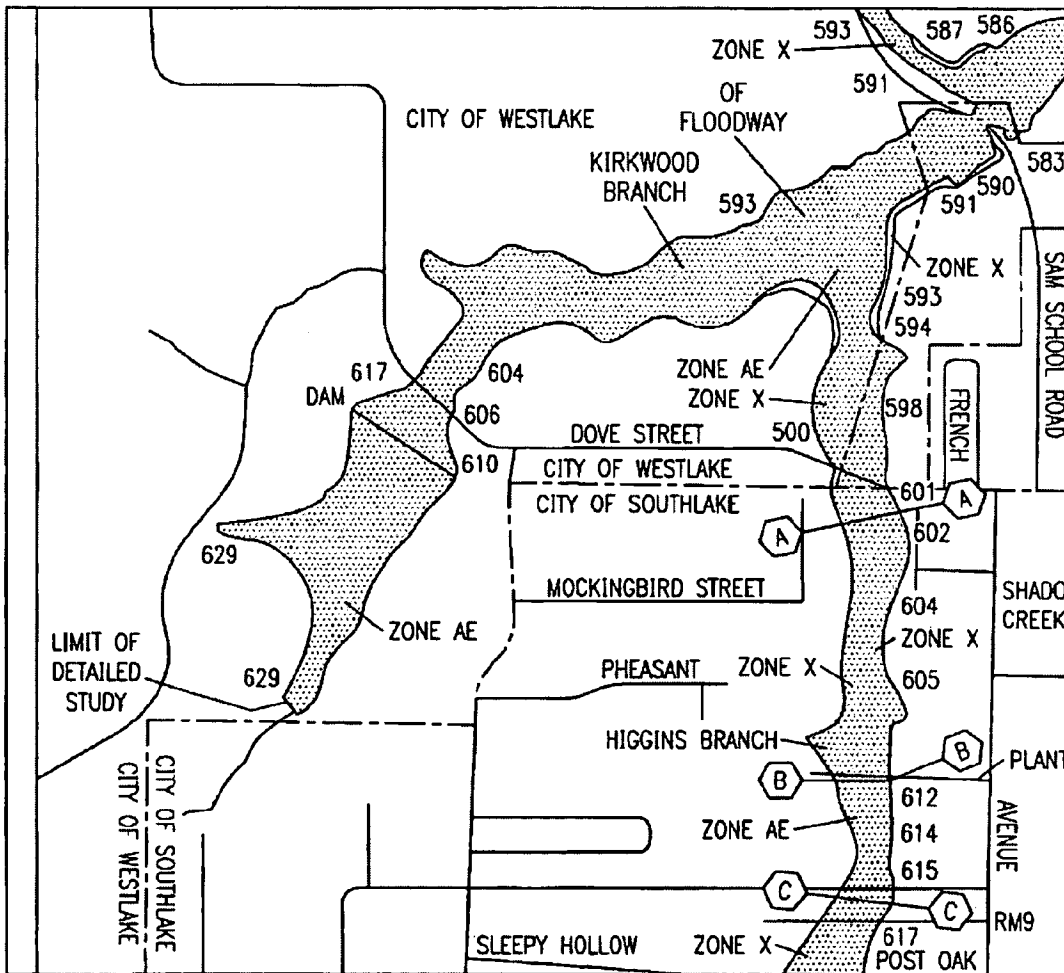 593
587
586
ZONE X
591
OF
FLOODWAY
CITY OF WESTLAKE
KIRKWOOD
BRANCH
593
583
590
591
ZONE X
593
594
SAM SCHOOL ROAD
ZONE AE
ZONE X
617
604
DAM
606
598
FRENCH
DOVE STREET
500
610
CITY OF WESTLAKE
CITY OF SOUTHLAKE
601
A
A
602
629
MOCKINGBIRD STREET
604
SHADO
CREEK
ZONE AE
ZONE X
LIMIT OF
DETAILED
STUDY
629
PHEASANT
ZONE X
605
HIGGINS BRANCH
B
B
PLANT
CITY OF SOUTHLAKE
CITY OF WESTLAKE
612
ZONE AE
614
AVENUE
615
C
C
RM9
SLEEPY HOLLOW
ZONE X
617
POST OAK